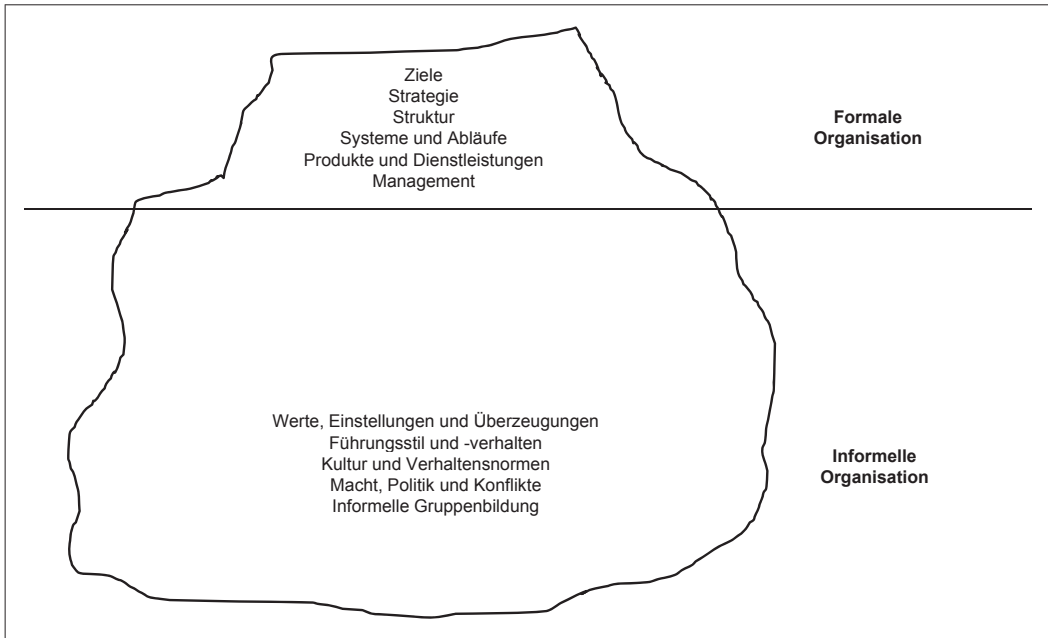 Ziele
Strategie
Struktur
Systeme und Abläufe
Produkte und Dienstleistungen
Management
Formale
Organisation
Werte, Einstellungen und Überzeugungen
Führungsstil und -verhalten
Kultur und Verhaltensnormen
Macht, Politik und Konflikte
Informelle Gruppenbildung
Informelle
Organisation